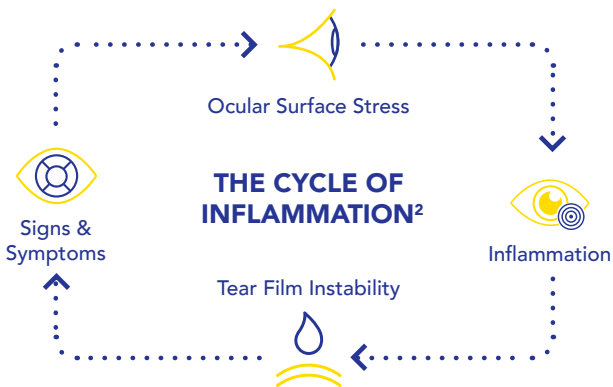 Ocular Surface Stress
THE CYCLE OF
INFLAMMATION²
Signs &
Symptoms
Inflammation
Tear Film Instability